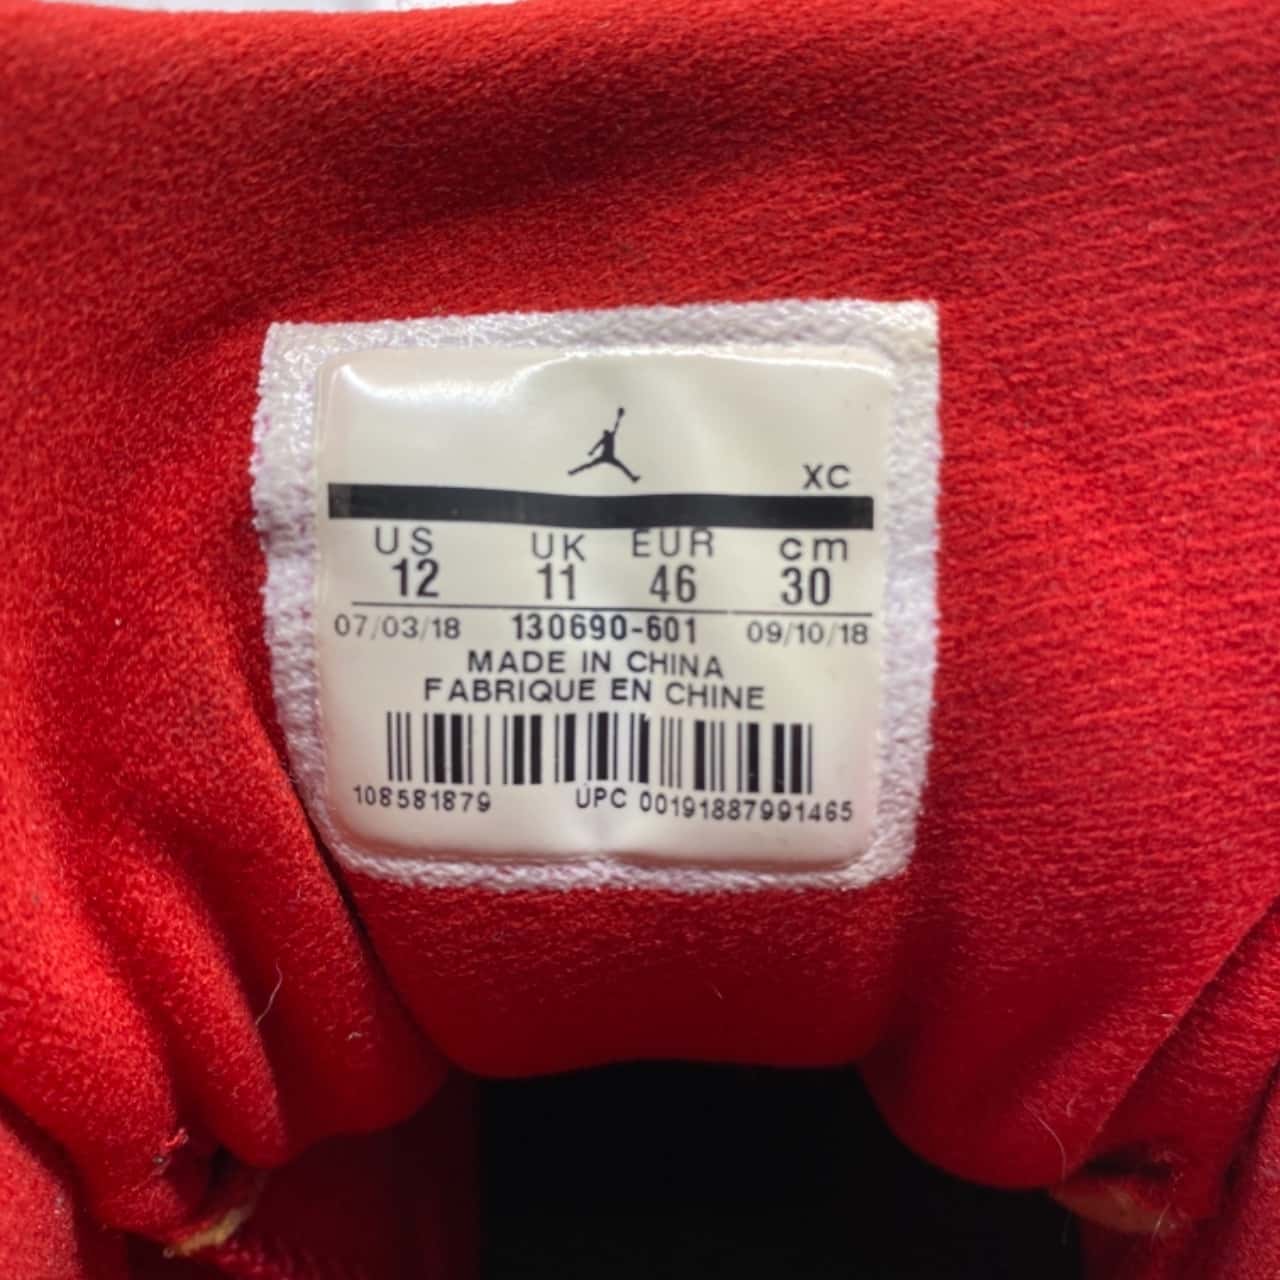 XC
US UK EUR cm
12 11 46 30
07/03/18 130690-601 09/10/18
MADE IN CHINA
FABRIQUE EN CHINE
108581879 UPC 00191887991465